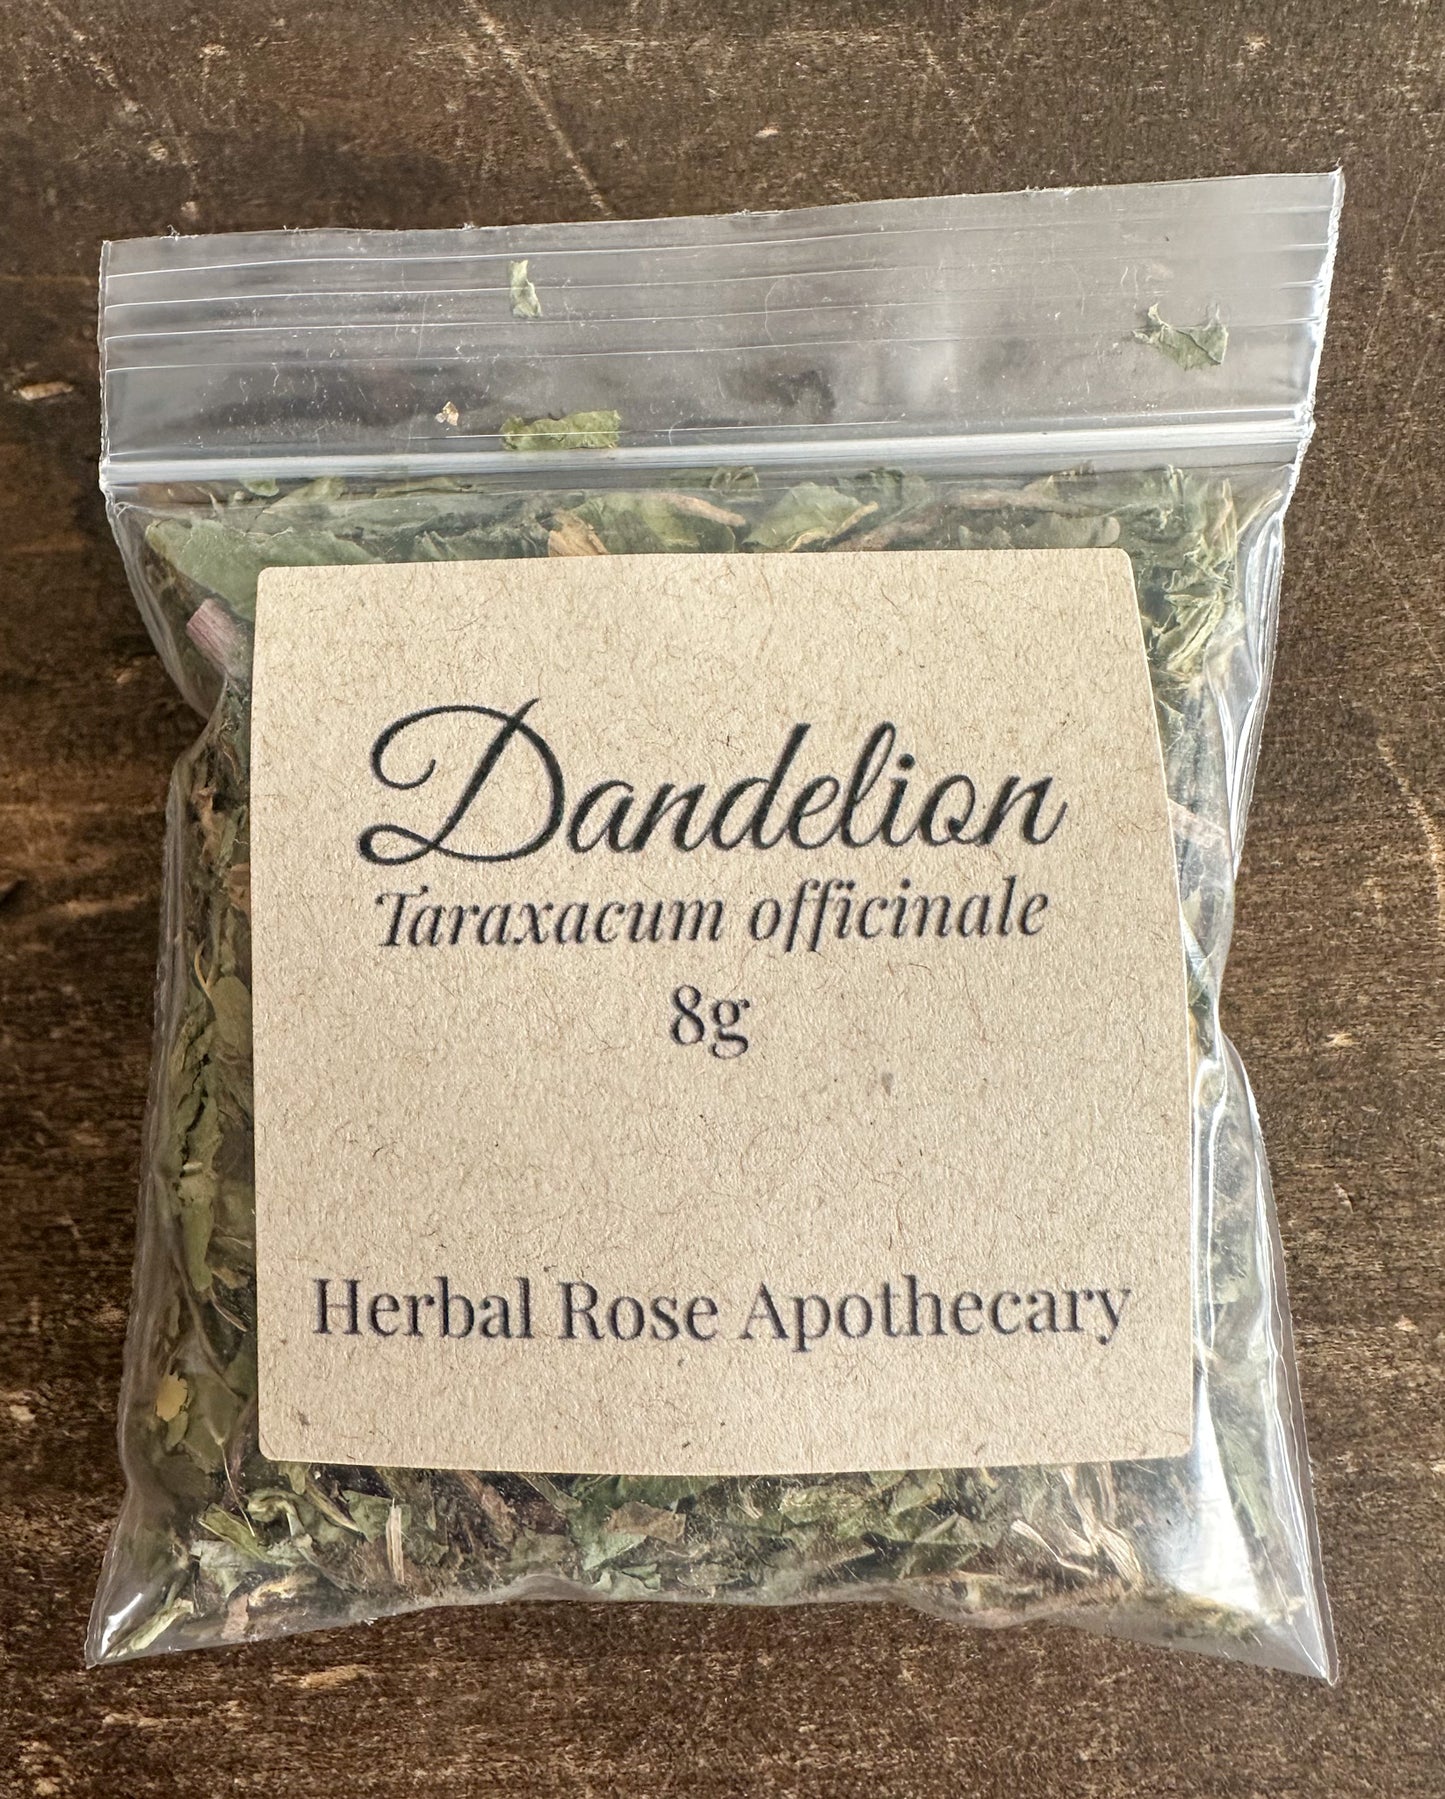 Dandelion
Taraxacum officinale
8g
Herbal Rose Apothecary